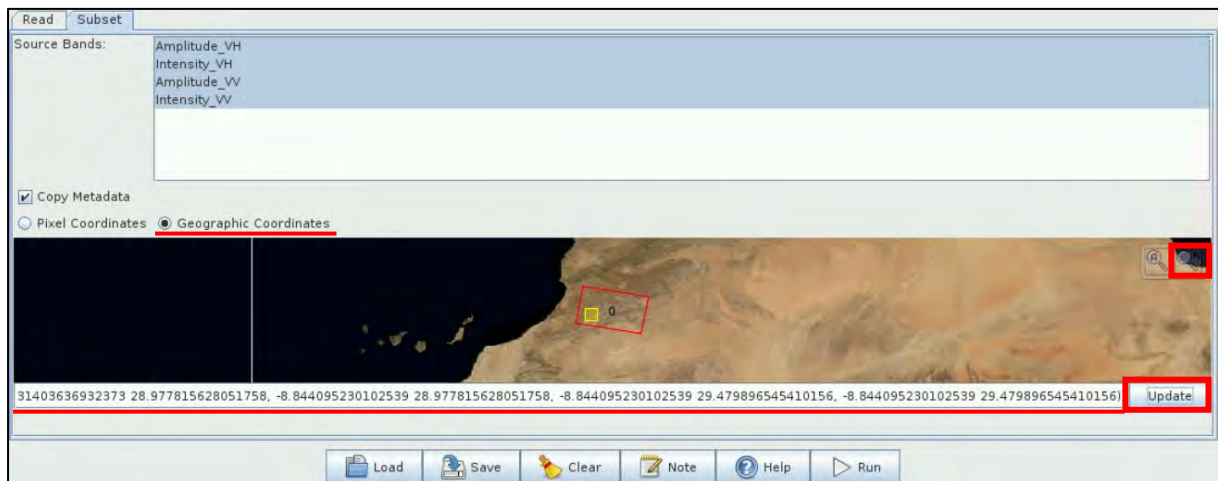 Read Subset
Source Bands: Amplitude_VH
Intensity_VH
Amplitude_VV
Intensity_VV
Copy Metadata
Pixel Coordinates Geographic Coordinates
0
31403636932373 28.977815628051758, -8.844095230102539 28.977815628051758, -8.844095230102539 29.479896545410156, -8.844095230102539 29.479896545410156) Update
Load Save Clear Note Help Run